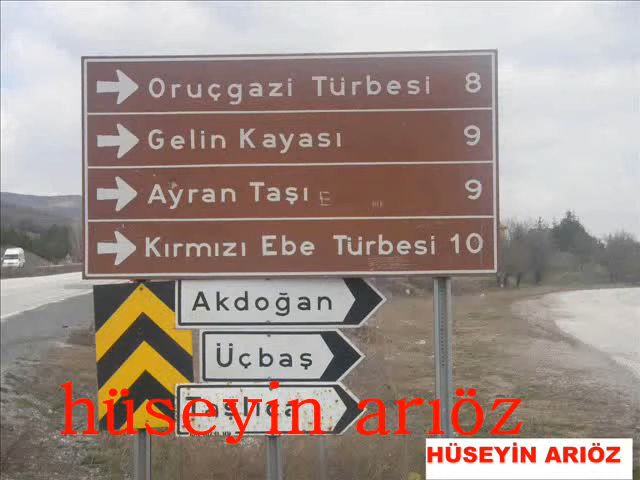 Oruçgazi Türbesi 8
Gelin Kayası 9
Ayran Taşı 9
Kırmızı Ebe Türbesi 10
Akdoğan
Üçbaş
Taşlıca
hüseyin arıöz
HÜSEYİN ARIÖZ